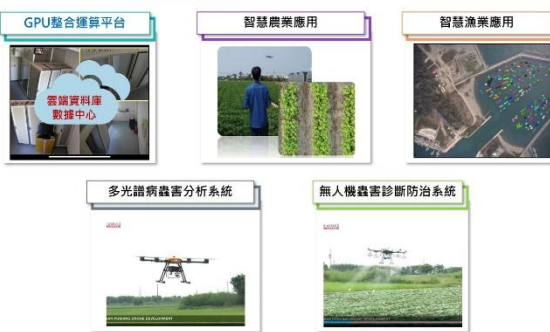 GPU整合運算平台
智慧農業應用
智慧漁業應用
雲端資料庫
數據中心
多光譜病蟲害分析系統
無人機蟲害診斷防治系統